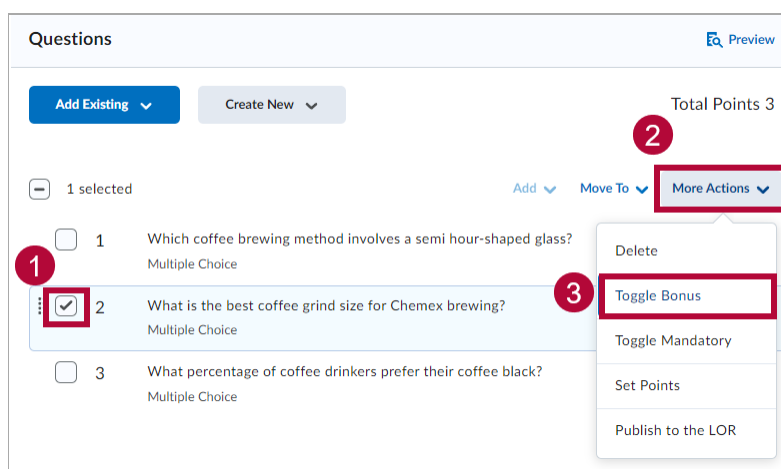 Questions
Preview
Add Existing
Create New
Total Points 3
2
1 selected
Add
Move To
More Actions
1
Which coffee brewing method involves a semi hour-shaped glass?
Multiple Choice
Delete
1
2
What is the best coffee grind size for Chemex brewing?
Multiple Choice
3
Toggle Bonus
Toggle Mandatory
3
What percentage of coffee drinkers prefer their coffee black?
Multiple Choice
Set Points
Publish to the LOR